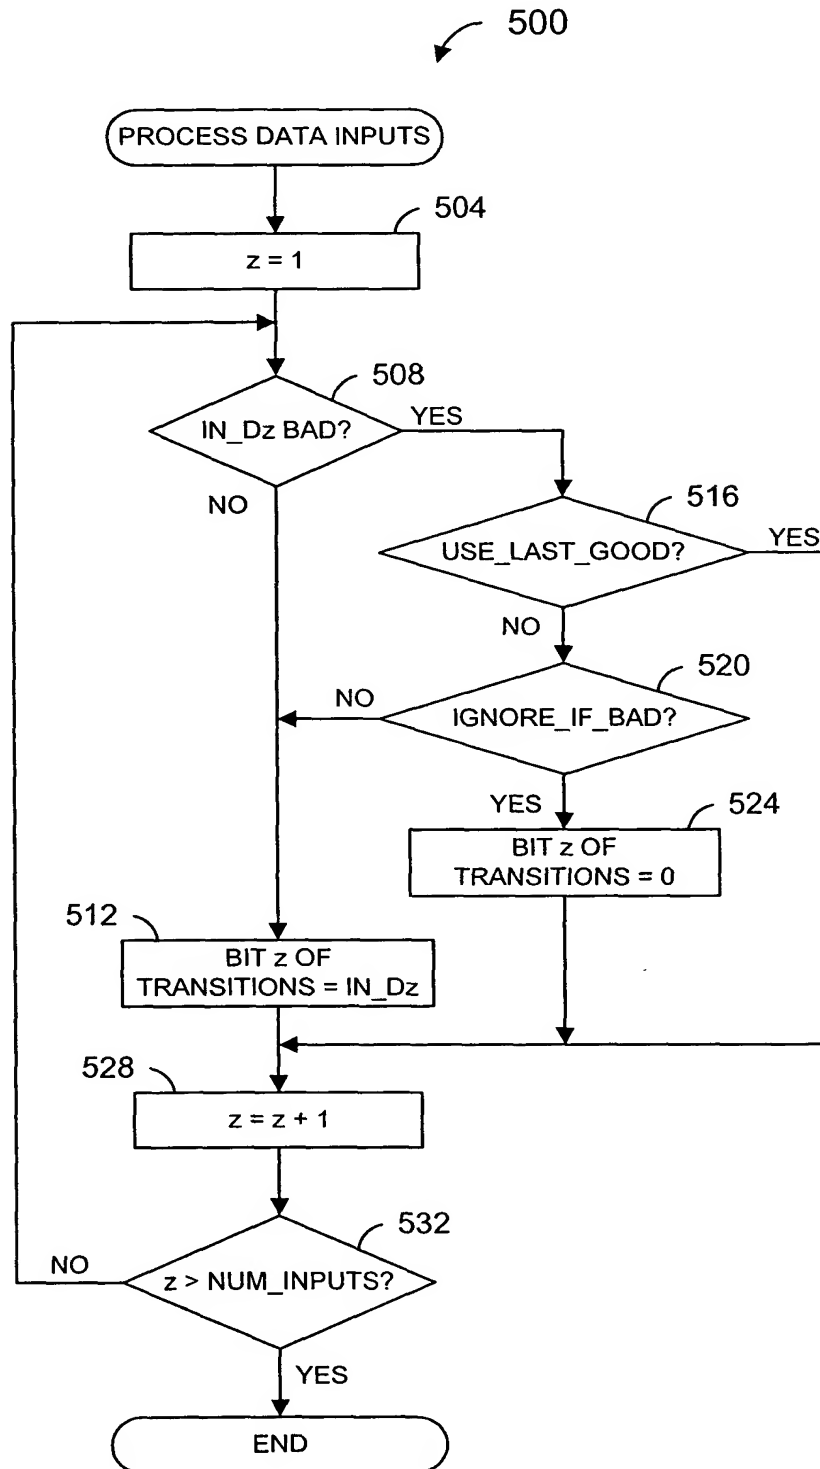 500
PROCESS DATA INPUTS
504
z = 1
508
IN_Dz BAD?
YES
NO
516
USE_LAST_GOOD?
YES
NO
520
IGNORE_IF_BAD?
NO
YES
524
BIT z OF
TRANSITIONS = 0
512
BIT z OF
TRANSITIONS = IN_Dz
528
z = z + 1
532
z > NUM_INPUTS?
NO
YES
END